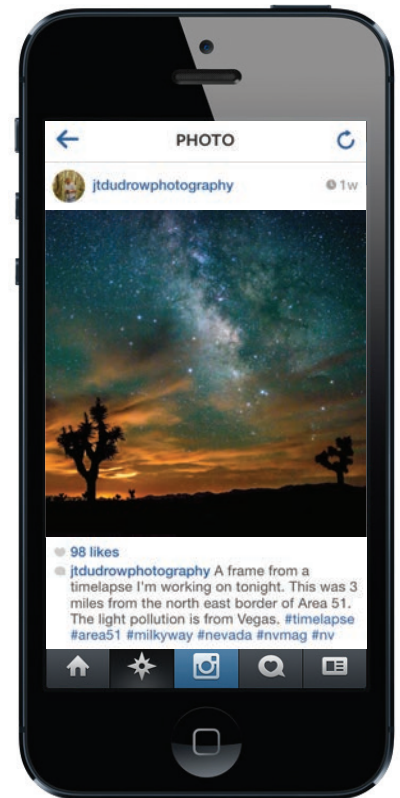 PHOTO
jtdudrowphotography 1w
98 likes
jtdudrowphotography A frame from a
timelapse I'm working on tonight. This was 3
miles from the north east border of Area 51.
The light pollution is from Vegas. #timelapse
#area51 #milkyway #nevada #nvmag #nv